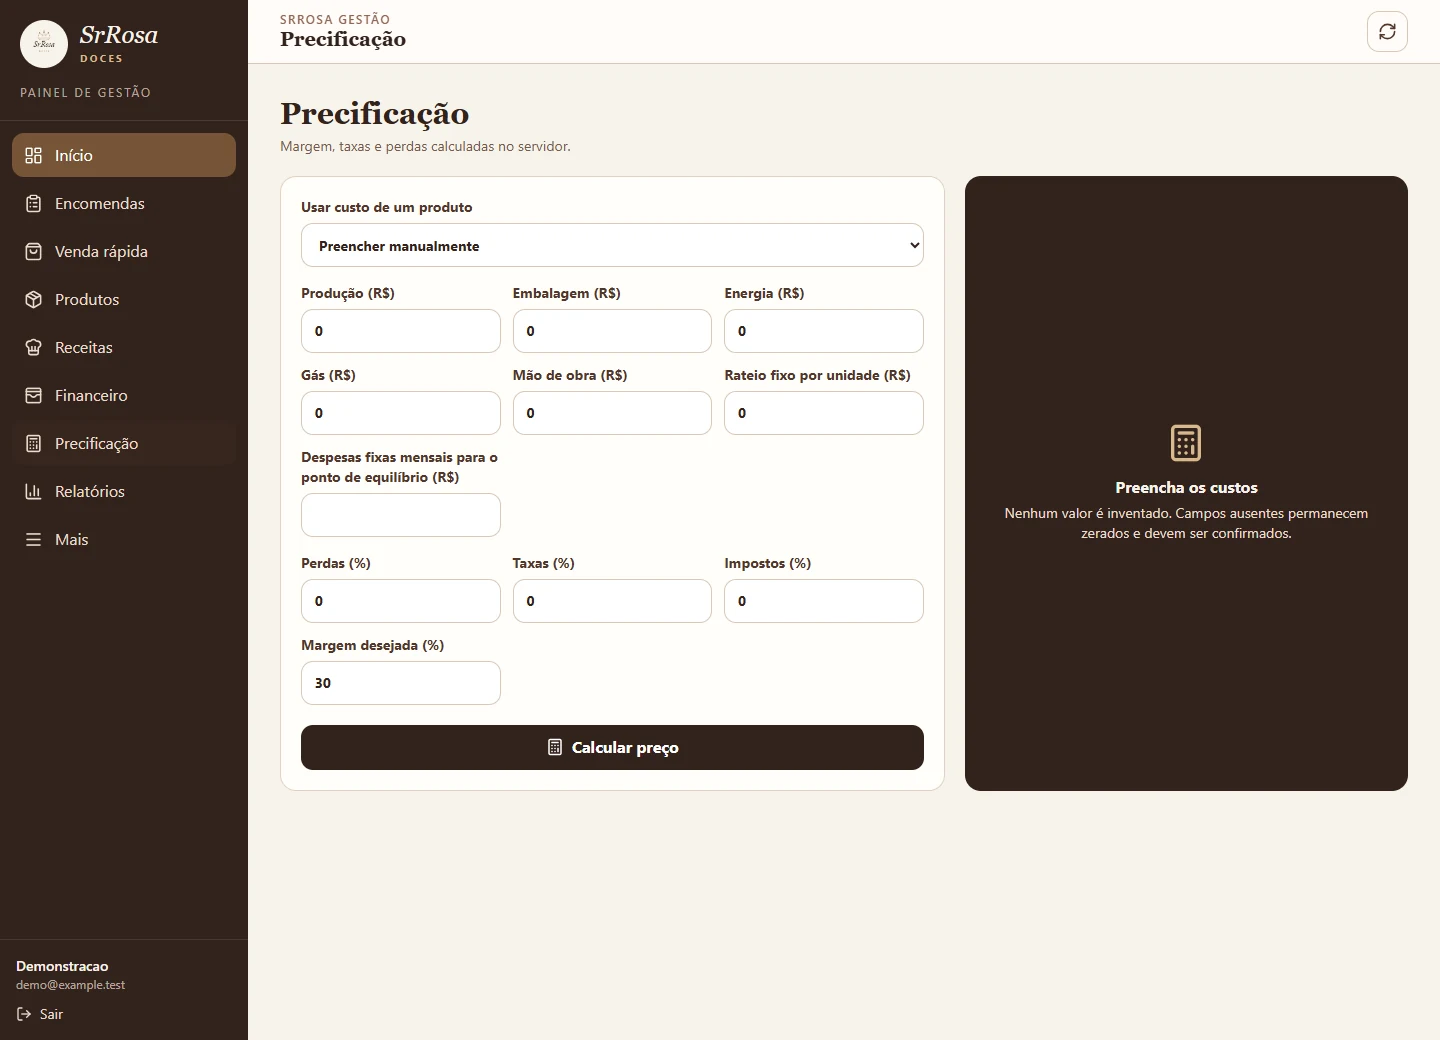 SrRosa
SrRosa
DOCES
PAINEL DE GESTÃO
Início
Encomendas
Venda rápida
Produtos
Receitas
Financeiro
Precificação
Relatórios
Mais
Demonstracao
demo@example.test
Sair
SRROSA GESTÃO
Precificação
Precificação
Margem, taxas e perdas calculadas no servidor.
Usar custo de um produto
Preencher manualmente
Produção (R$) Embalagem (R$) Energia (R$)
0 0 0
Gás (R$) Mão de obra (R$) Rateio fixo por unidade (R$)
0 0 0
Despesas fixas mensais para o
ponto de equilíbrio (R$)
Perdas (%) Taxas (%) Impostos (%)
0 0 0
Margem desejada (%)
30
Calcular preço
Preencha os custos
Nenhum valor é inventado. Campos ausentes permanecem
zerados e devem ser confirmados.